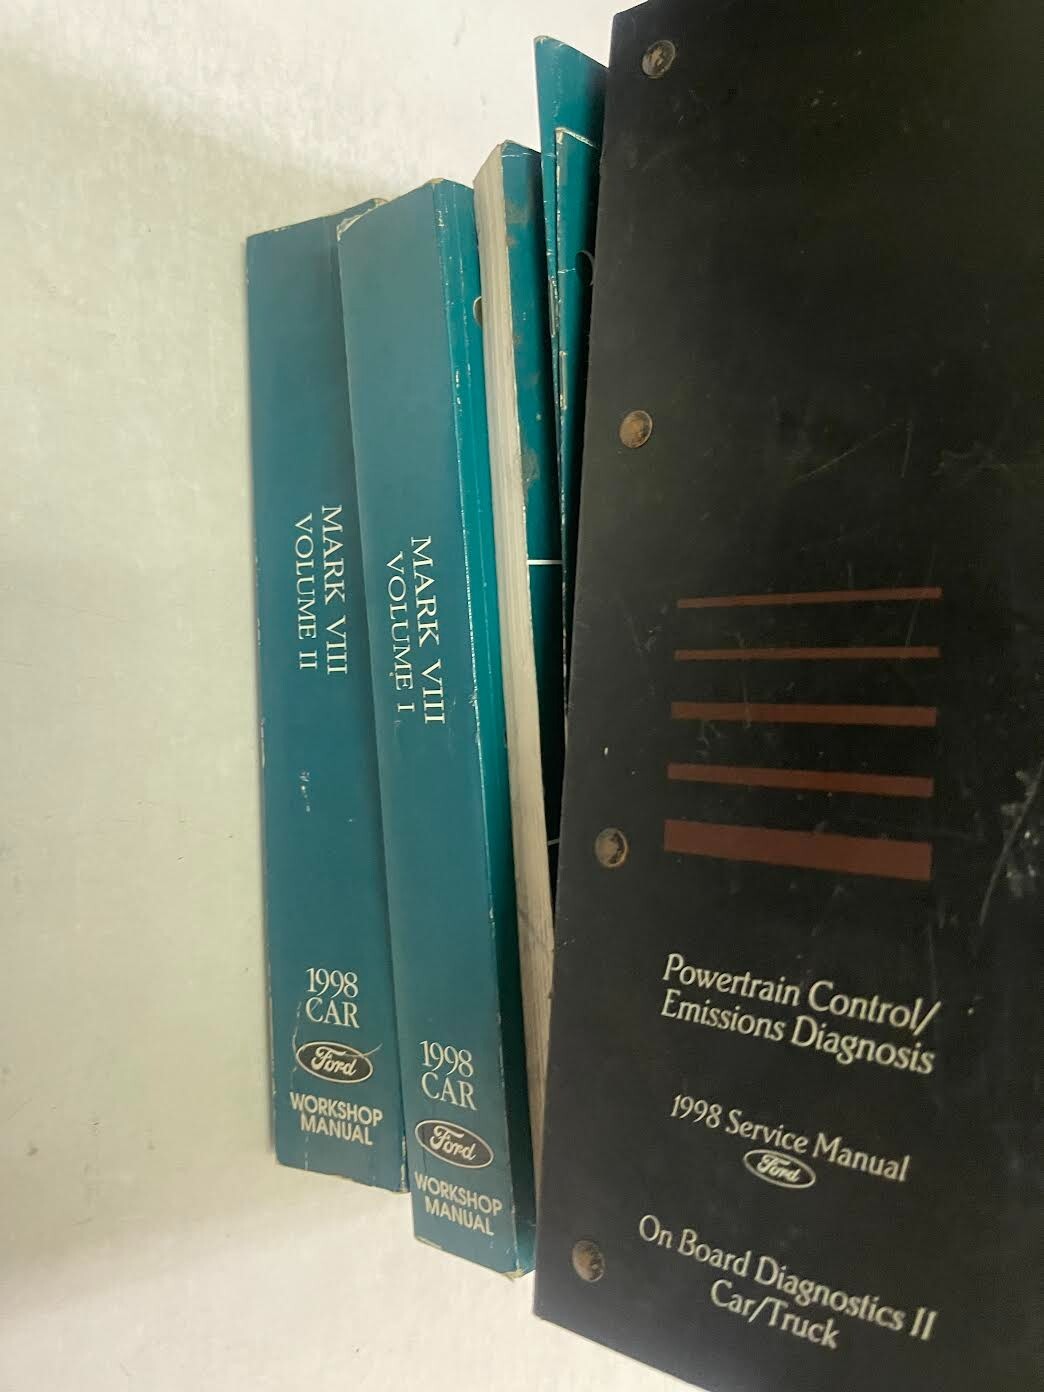 MARK VIII
VOLUME II
1998
CAR
Ford
WORKSHOP
MANUAL
MARK VIII
VOLUME I
1998
CAR
Ford
WORKSHOP
MANUAL
Powertrain Control/
Emissions Diagnosis
1998 Service Manual
Ford
On Board Diagnostics II
Car/Truck